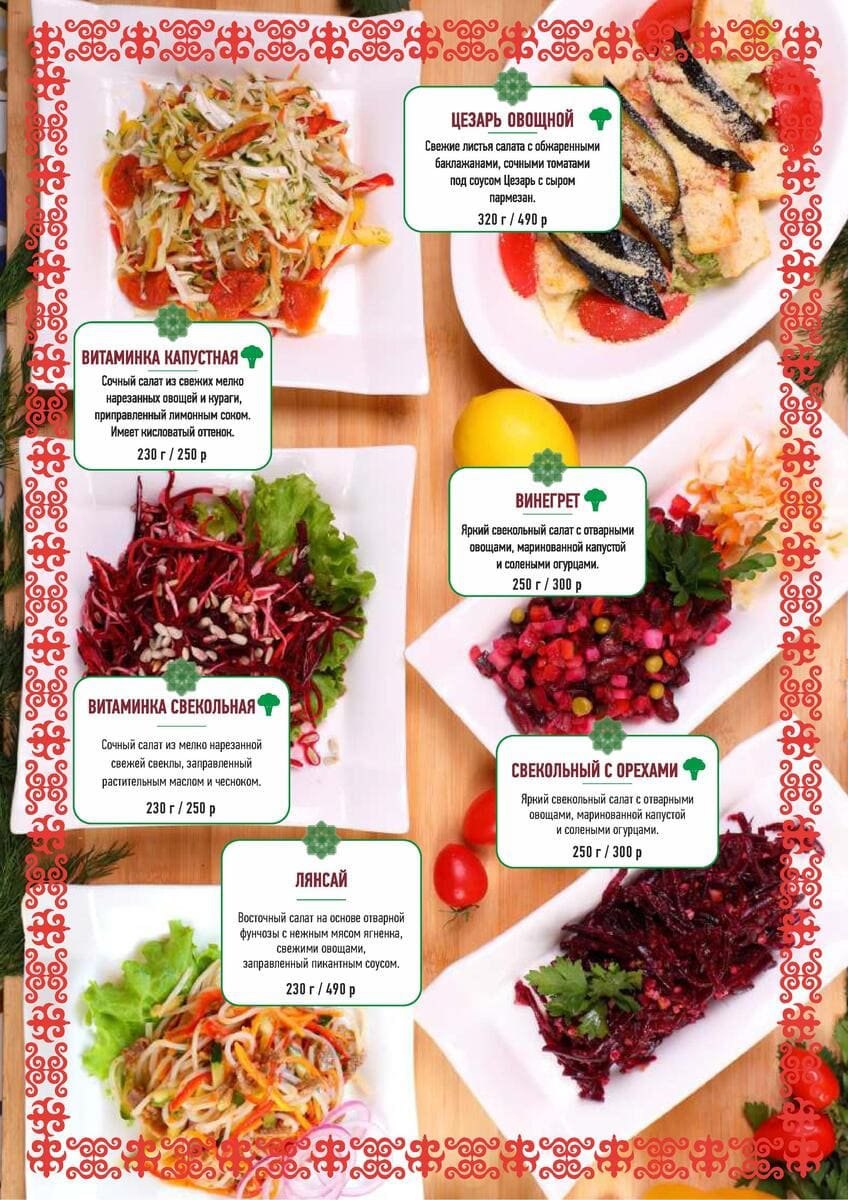 ЦЕЗАРЬ ОВОЩНОЙ
Свежие листья салата с обжаренными
баклажанами, сочными томатами
под соусом Цезарь с сыром
пармезан.
320 г / 490 р
ВИТАМИНКА КАПУСТНАЯ
Сочный салат из свежих мелко
нарезанных овощей и кураги,
приправленный лимонным соком.
Имеет кисловатый оттенок.
230 г / 250 р
ВИНЕГРЕТ
Яркий свекольный салат с отварными
овощами, маринованной капустой
и солеными огурцами.
250 г / 300 р
ВИТАМИНКА СВЕКОЛЬНАЯ
Сочный салат из мелко нарезанной
свежей свеклы, заправленный
растительным маслом и чесноком.
230 г / 250 р
СВЕКОЛЬНЫЙ С ОРЕХАМИ
Яркий свекольный салат с отварными
овощами, маринованной капустой
и солеными огурцами.
250 г / 300 р
ЛЯНСАЙ
Восточный салат на основе отварной
фунчозы с нежным мясом ягненка,
свежими овощами,
заправленный пикантным соусом.
230 г / 490 р